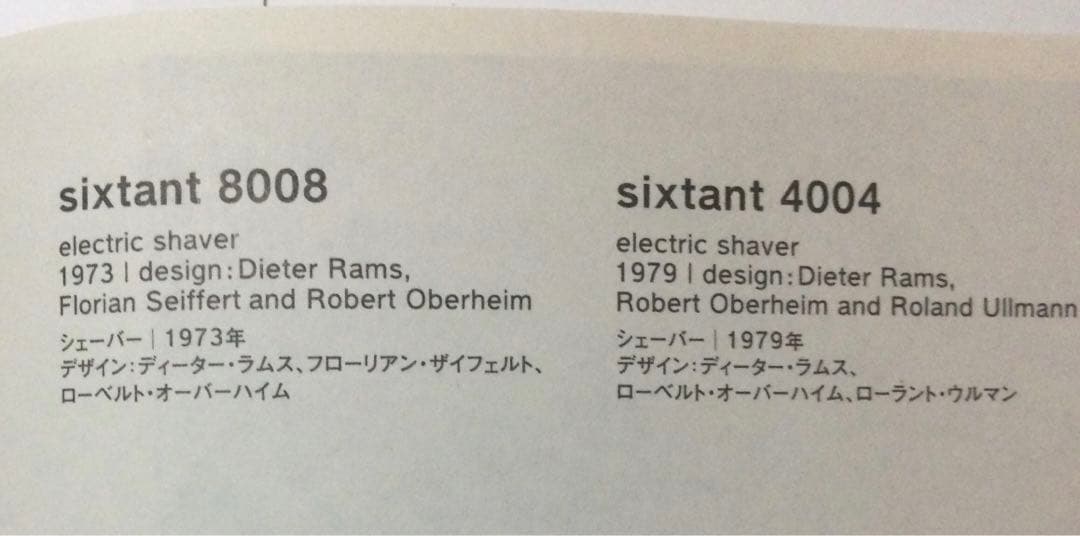 sixtant 8008
electric shaver
1973 | design:Dieter Rams,
Florian Seiffert and Robert Oberheim
シェーバー｜1973年
デザイン:ディーター・ラムス、フローリアン・ザイフェルト、
ローベルト・オーバーハイム
sixtant 4004
electric shaver
1979 | design:Dieter Rams,
Robert Oberheim and Roland Ullmann
シェーバー｜1979年
デザイン:ディーター・ラムス、
ローベルト・オーバーハイム、ローラント・ウルマン